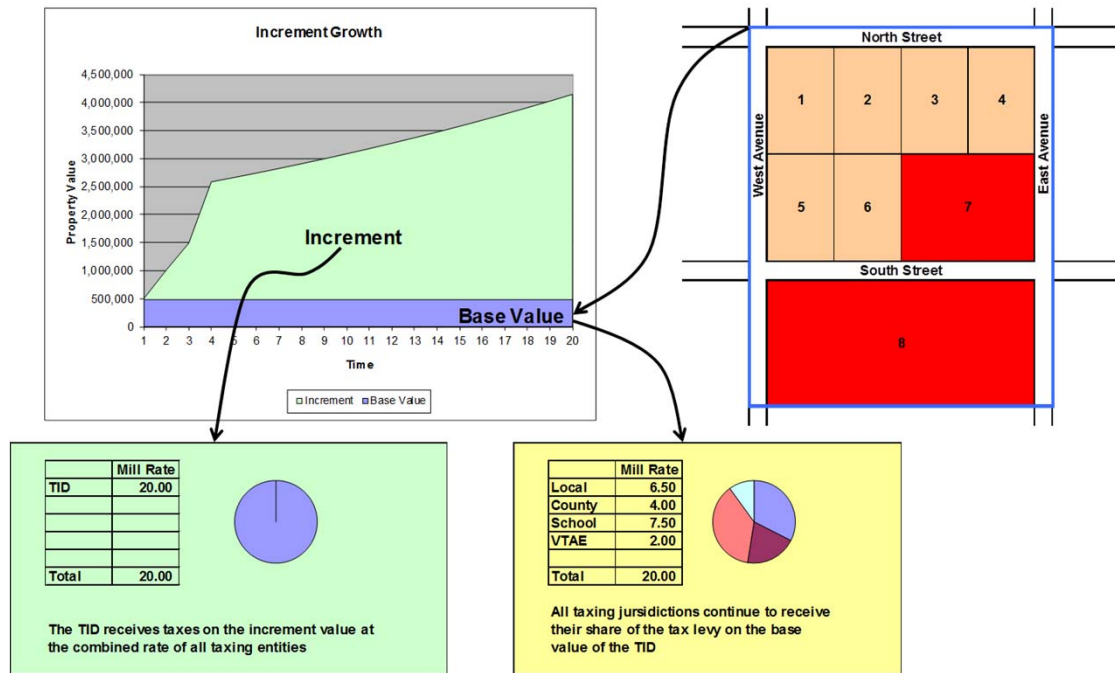 Increment Growth
4,500,000
4,000,000
3,500,000
3,000,000
2,500,000
2,000,000
1,500,000
1,000,000
500,000
0
Property Value
Increment
Base Value
1 2 3 4 5 6 7 8 9 10 11 12 13 14 15 16 17 18 19 20
Time
Increment Base Value
North Street
West Avenue
East Avenue
1 2 3 4
5 6 7
South Street
8
Mill Rate
TID 20.00
Total 20.00
The TID receives taxes on the increment value at
the combined rate of all taxing entities
Mill Rate
Local 6.50
County 4.00
School 7.50
VTAE 2.00
Total 20.00
All taxing jursidictions continue to receive
their share of the tax levy on the base
value of the TID